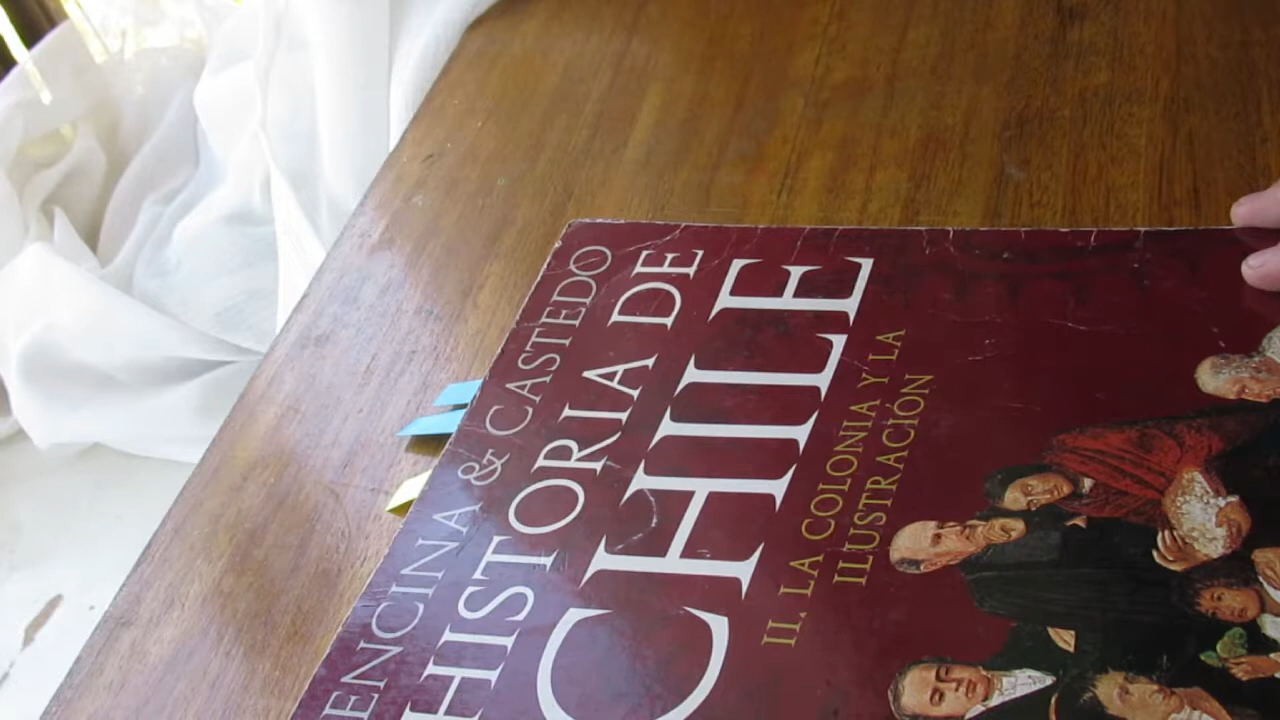 ENCINA & CASTEDO
HISTORIA DE
CHILE
II. LA COLONIA Y LA
ILUSTRACIÓN